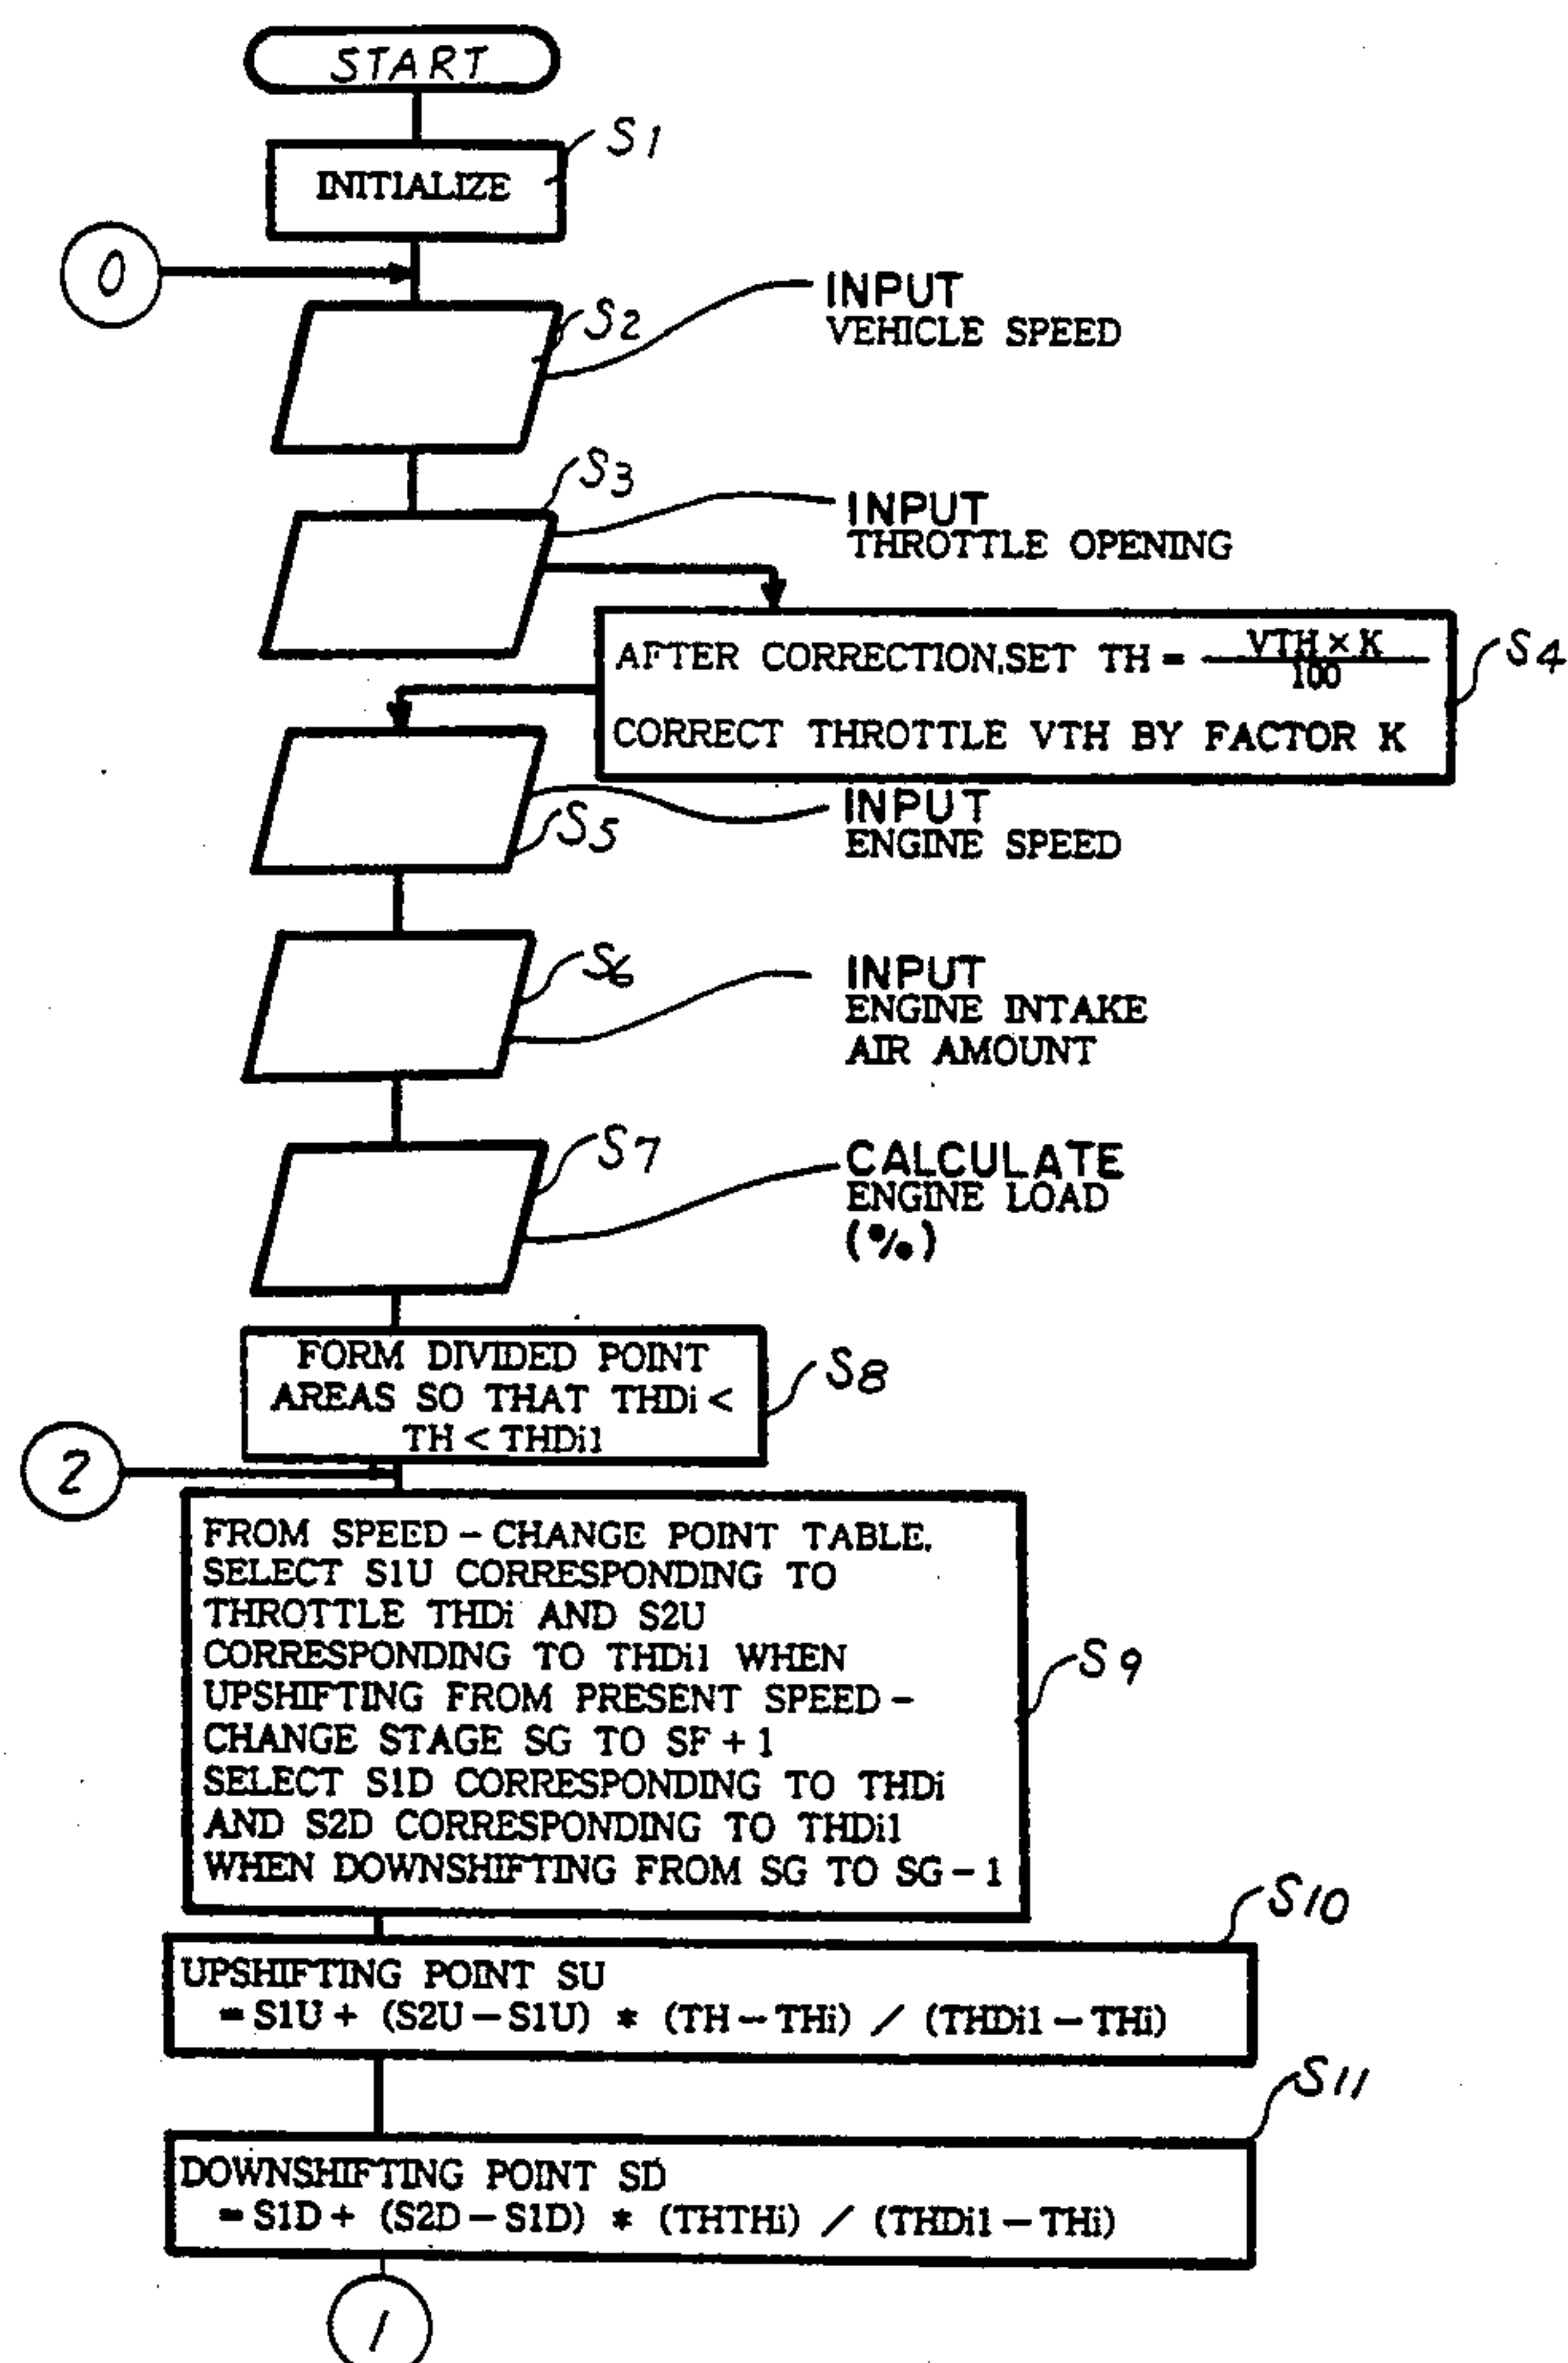 START
S1
INITIALIZE
0
S2
INPUT
VEHICLE SPEED
S3
INPUT
THROTTLE OPENING
AFTER CORRECTION, SET TH = VTH × K / 100
S4
CORRECT THROTTLE VTH BY FACTOR K
INPUT
ENGINE SPEED
S5
S6
INPUT
ENGINE INTAKE
AIR AMOUNT
S7
CALCULATE
ENGINE LOAD
(%)
FORM DIVIDED POINT
AREAS SO THAT THDi <
TH < THDi1
S8
2
FROM SPEED - CHANGE POINT TABLE,
SELECT S1U CORRESPONDING TO
THROTTLE THDi AND S2U
CORRESPONDING TO THDi1 WHEN
UPSHIFTING FROM PRESENT SPEED -
CHANGE STAGE SG TO SF + 1
SELECT S1D CORRESPONDING TO THDi
AND S2D CORRESPONDING TO THDi1
WHEN DOWNSHIFTING FROM SG TO SG - 1
S9
S10
UPSHIFTING POINT SU
= S1U + (S2U - S1U) * (TH - THi) / (THDi1 - THi)
S11
DOWNSHIFTING POINT SD
= S1D + (S2D - S1D) * (THTHi) / (THDi1 - THi)
1